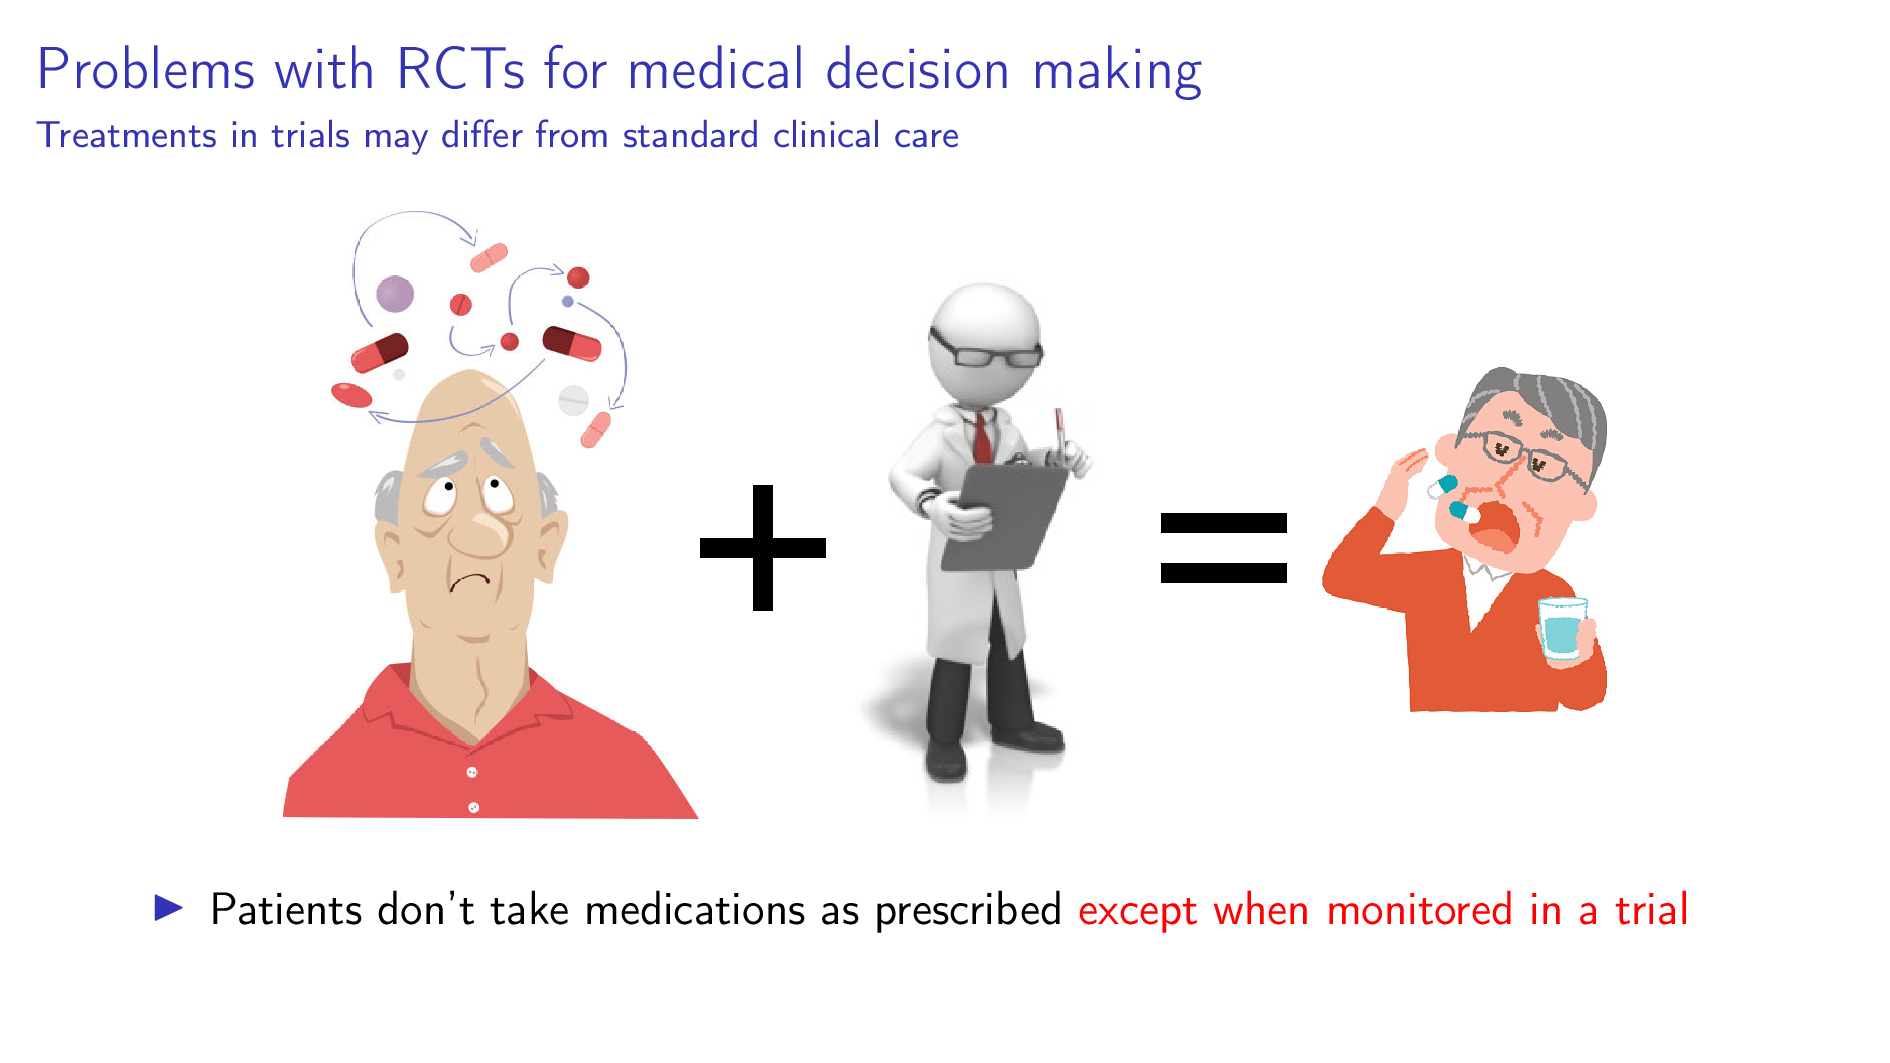 Problems with RCTs for medical decision making
Treatments in trials may differ from standard clinical care
Patients don't take medications as prescribed except when monitored in a trial